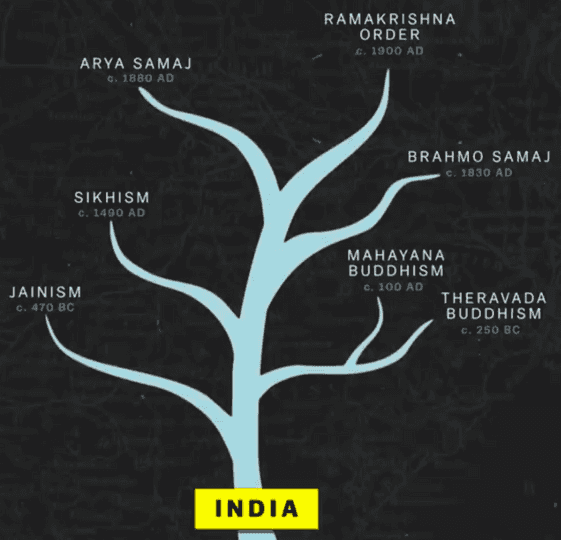 RAMAKRISHNA
ORDER
c. 1900 AD
ARYA SAMAJ
c. 1880 AD
BRAHMO SAMAJ
c. 1830 AD
SIKHISM
c. 1490 AD
MAHAYANA
BUDDHISM
c. 100 AD
JAINISM
c. 470 BC
THERAVADA
BUDDHISM
c. 250 BC
INDIA